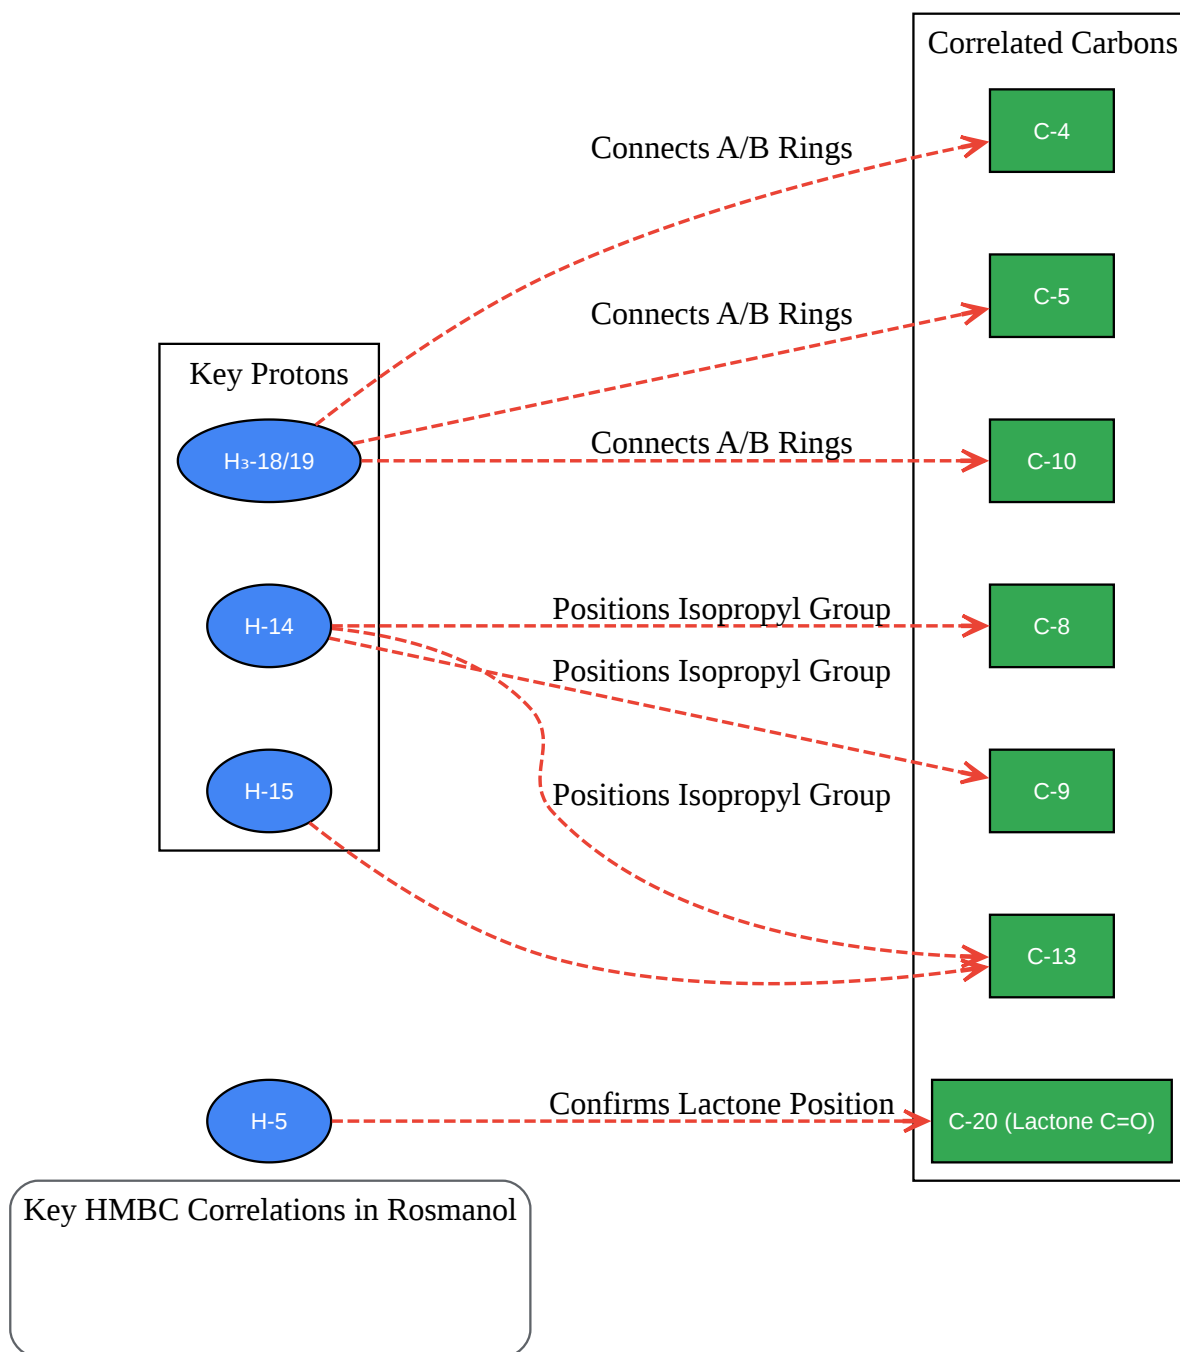 Correlated Carbons
C-4
Connects A/B Rings
C-5
Connects A/B Rings
Key Protons
H₃-18/19
Connects A/B Rings
C-10
H-14
Positions Isopropyl Group
C-8
Positions Isopropyl Group
H-15
Positions Isopropyl Group
C-9
C-13
H-5
Confirms Lactone Position
C-20 (Lactone C=O)
Key HMBC Correlations in Rosmanol